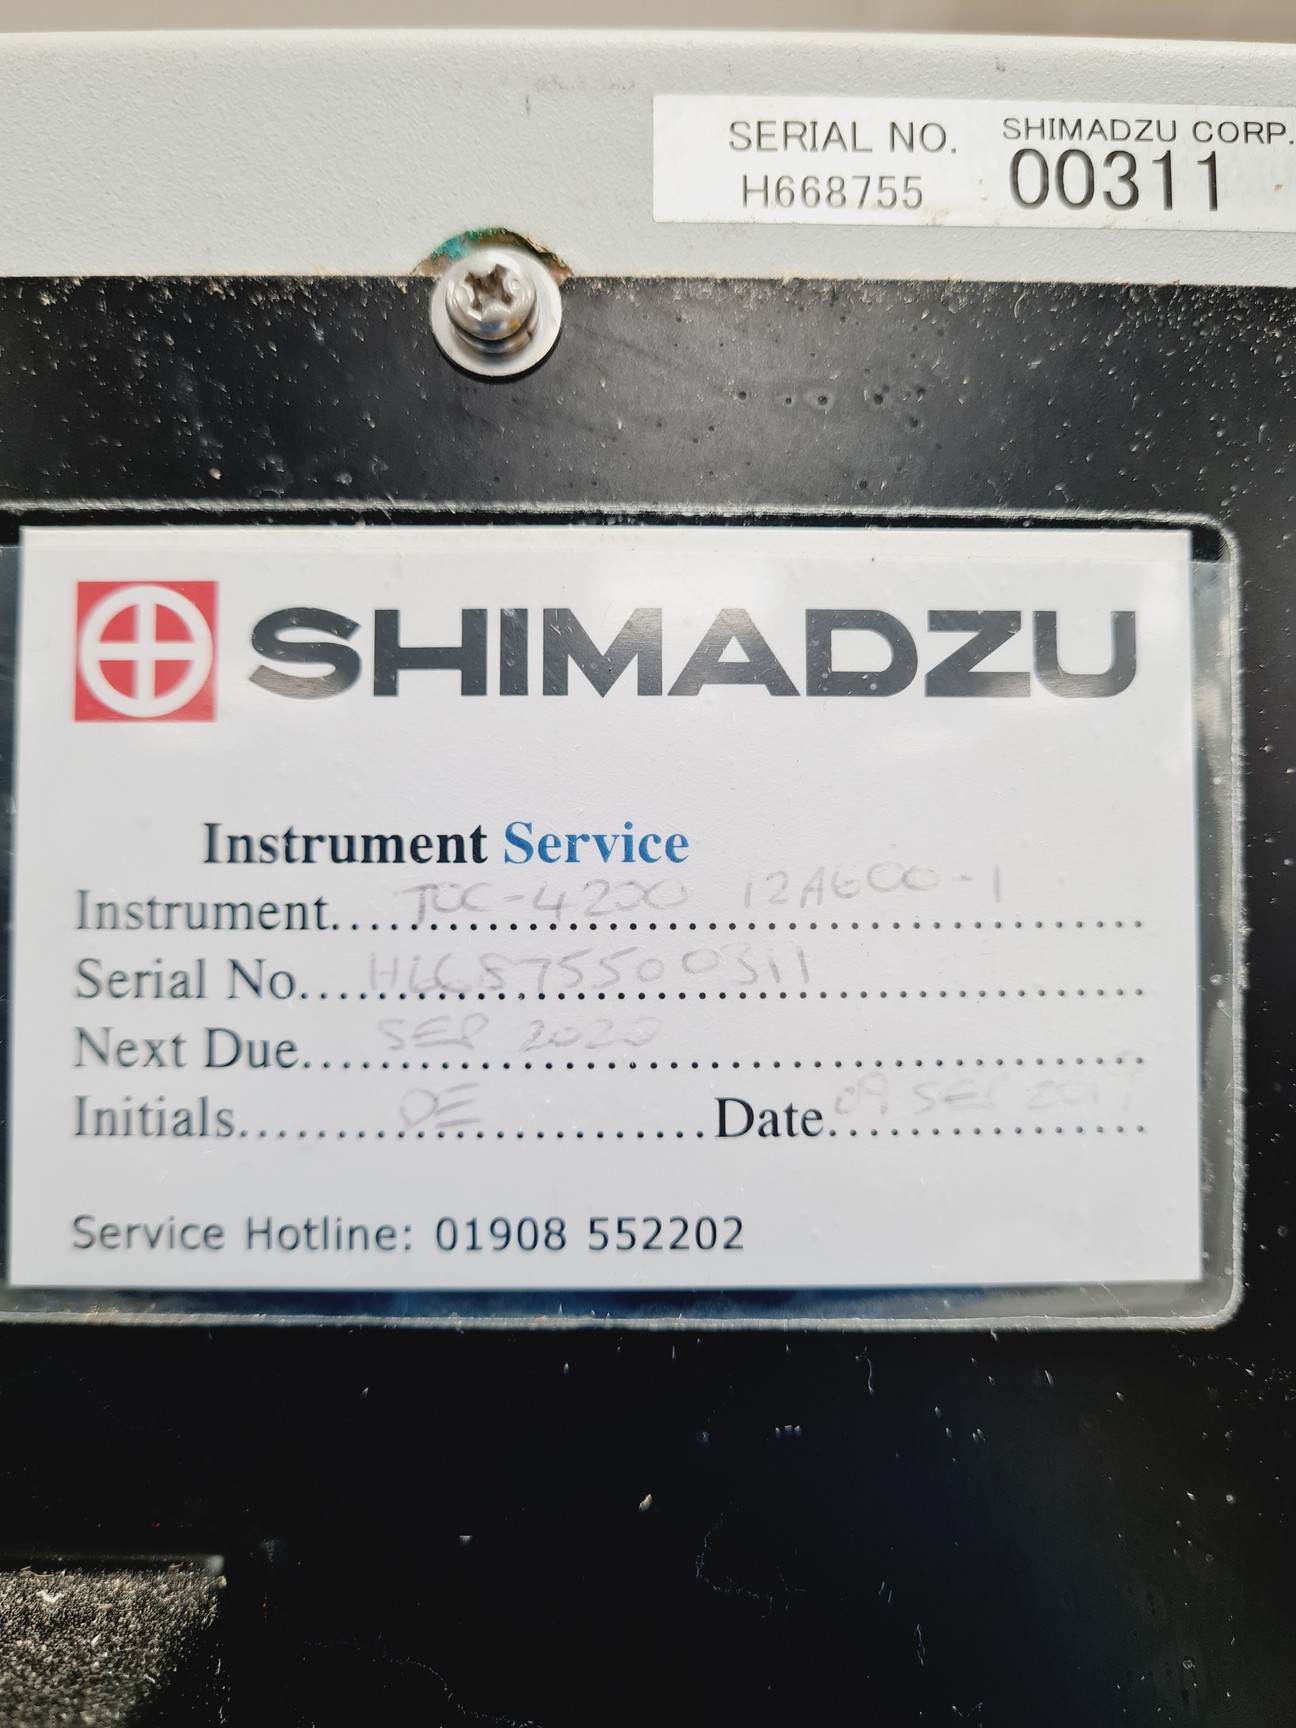 SERIAL NO. SHIMADZU CORP.
H668755 00311
SHIMADZU
Instrument Service
Instrument.... TOC-4200 12A600-1
Serial No... H66875500311
Next Due... SEP 2020
Initials... DE Date... 09 SEP 2019
Service Hotline: 01908 552202